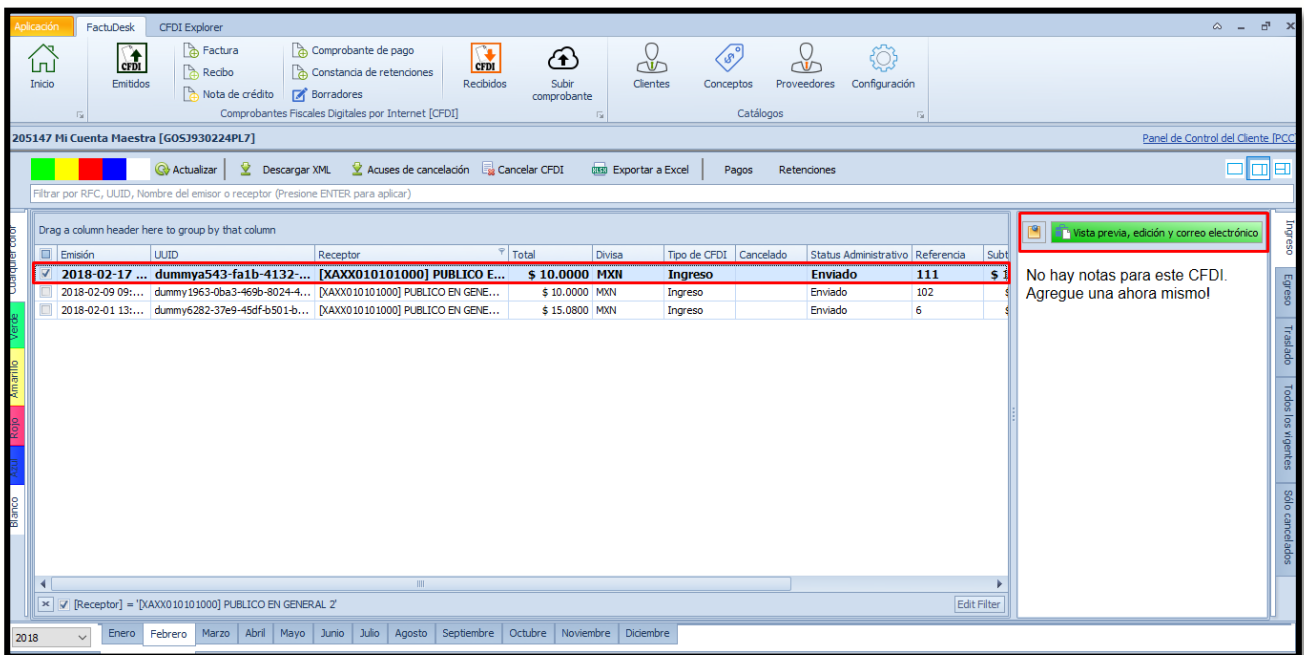 Aplicación FactuDesk CFDI Explorer
Inicio
CFDI
Emitidos
Factura
Recibo
Nota de crédito
Comprobante de pago
Constancia de retenciones
Borradores
CFDI
Recibidos
Subir
comprobante
Comprobantes Fiscales Digitales por Internet [CFDI]
Clientes
Conceptos
Proveedores
Configuración
Catálogos
205147 Mi Cuenta Maestra [GOSJ930224PL7]
Panel de Control del Cliente [PCC
Actualizar Descargar XML Acuses de cancelación Cancelar CFDI Exportar a Excel Pagos Retenciones
Filtrar por RFC, UUID, Nombre del emisor o receptor (Presione ENTER para aplicar)
Cualquier color
Verde
Amarillo
Rojo
Azul
Blanco
Drag a column header here to group by that column
Emisión UUID Receptor Total Divisa Tipo de CFDI Cancelado Status Administrativo Referencia Subt
2018-02-17 ... dummya543-fa1b-4132-... [XAXX010101000] PUBLICO E... $ 10.0000 MXN Ingreso Enviado 111 $ 1
2018-02-09 09:... dummy1963-0ba3-469b-8024-4... [XAXX010101000] PUBLICO EN GENE... $ 10.0000 MXN Ingreso Enviado 102 $
2018-02-01 13:... dummy6282-37e9-45df-b501-b... [XAXX010101000] PUBLICO EN GENE... $ 15.0800 MXN Ingreso Enviado 6 $
[Receptor] = '[XAXX010101000] PUBLICO EN GENERAL 2'
Edit Filter
Vista previa, edición y correo electrónico
No hay notas para este CFDI.
Agregue una ahora mismo!
Ingreso
Egreso
Traslado
Todos los vigentes
Sólo cancelados
2018 Enero Febrero Marzo Abril Mayo Junio Julio Agosto Septiembre Octubre Noviembre Diciembre